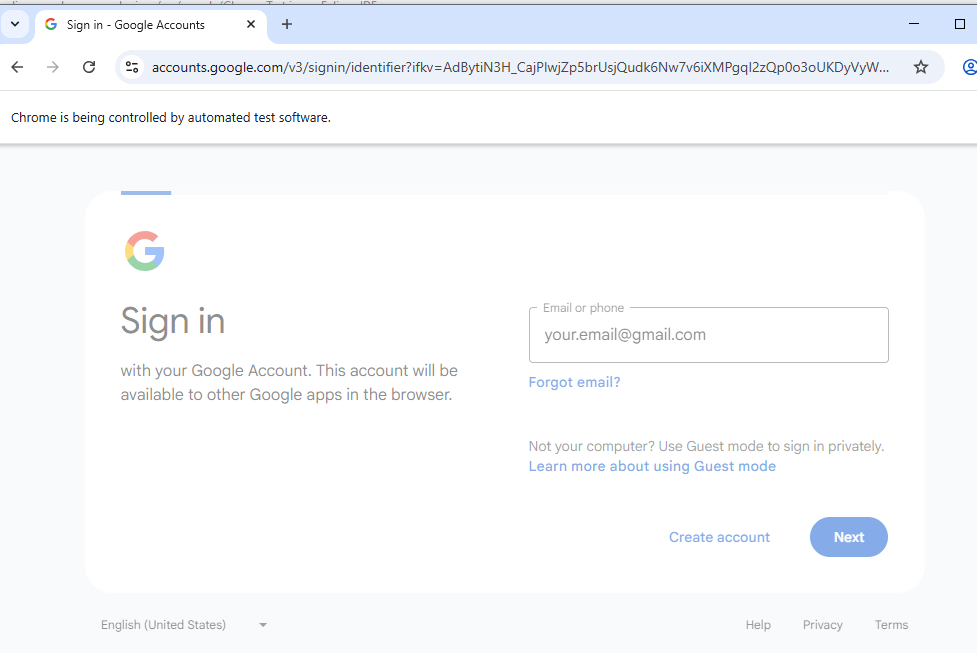 Sign in - Google Accounts
accounts.google.com/v3/signin/identifier?ifkv=AdBytiN3H_CajPlwjZp5brUsjQudk6Nw7v6iXMPgql2zQp0o3oUKDyVyW...
Chrome is being controlled by automated test software.
Sign in
with your Google Account. This account will be
available to other Google apps in the browser.
Email or phone
your.email@gmail.com
Forgot email?
Not your computer? Use Guest mode to sign in privately.
Learn more about using Guest mode
Create account
Next
English (United States)
Help
Privacy
Terms